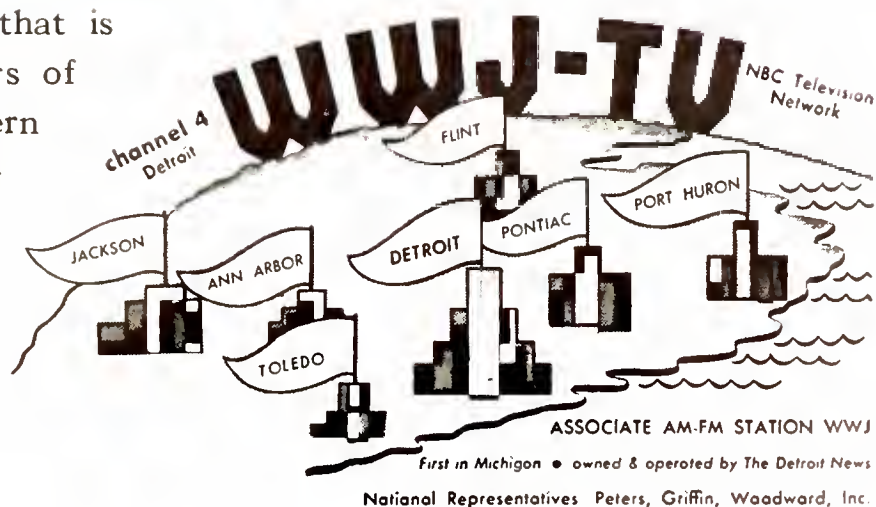 that is
rs of
ern
WWJ-TV
channel 4
Detroit
NBC Television
Network
FLINT
PORT HURON
PONTIAC
DETROIT
JACKSON
ANN ARBOR
TOLEDO
ASSOCIATE AM-FM STATION WWJ
First in Michigan • owned & operated by The Detroit News
National Representatives Peters, Griffin, Woodward, Inc.